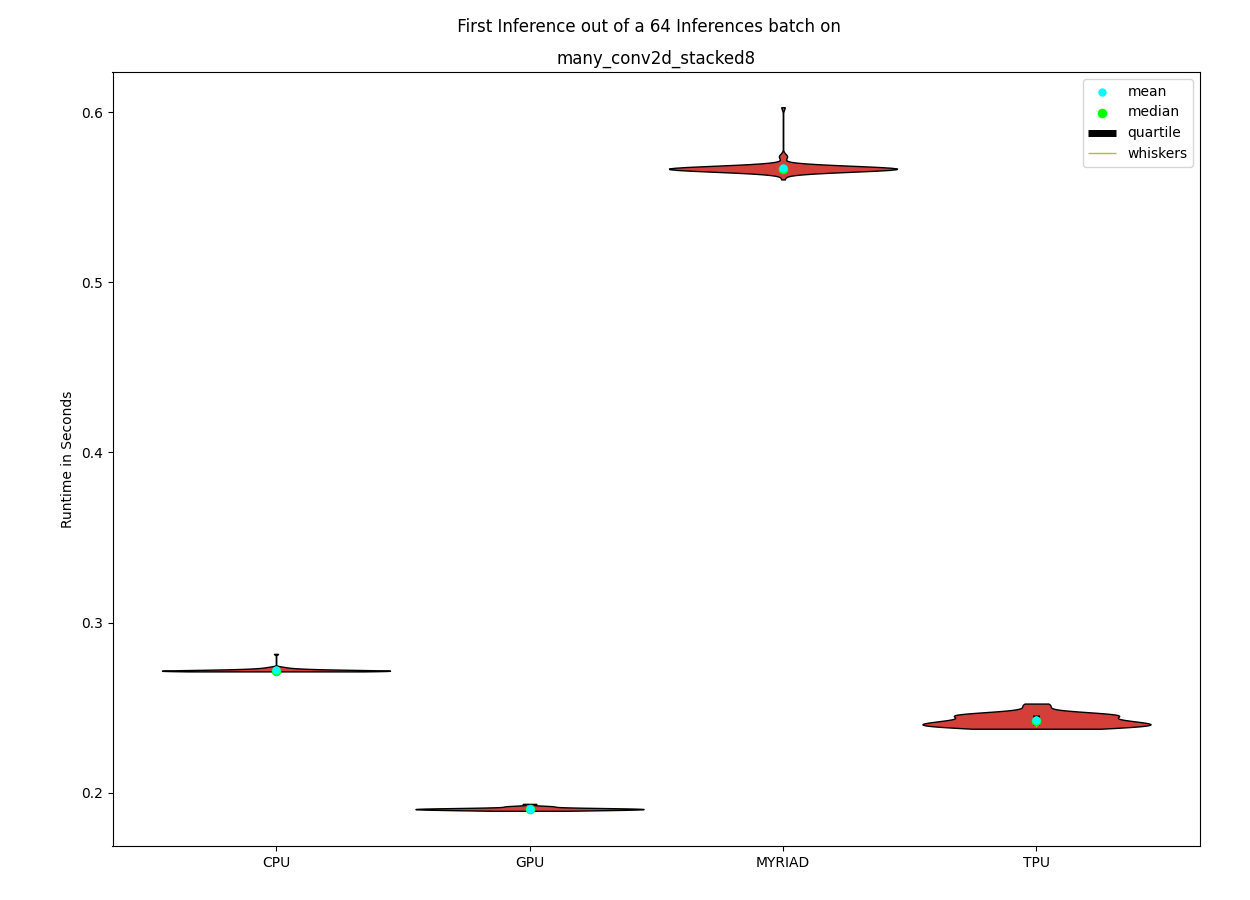 First Inference out of a 64 Inferences batch on
many_conv2d_stacked8
mean
median
quartile
whiskers
Runtime in Seconds
0.6
0.5
0.4
0.3
0.2
CPU GPU MYRIAD TPU